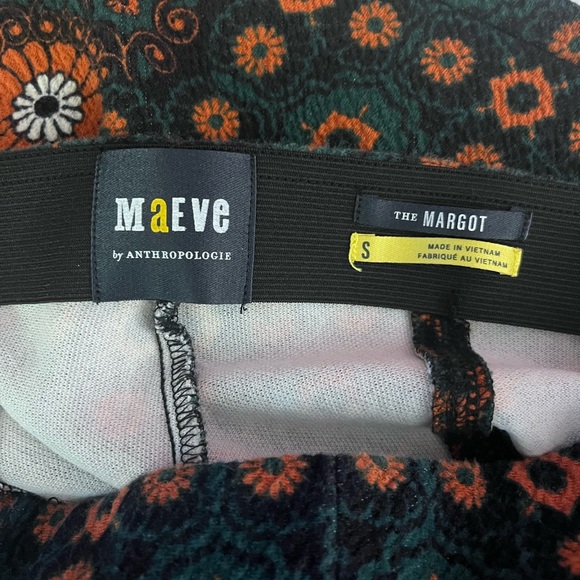 MaEVe
by ANTHROPOLOGIE
THE MARGOT
S
MADE IN VIETNAM
FABRIQUÉ AU VIETNAM